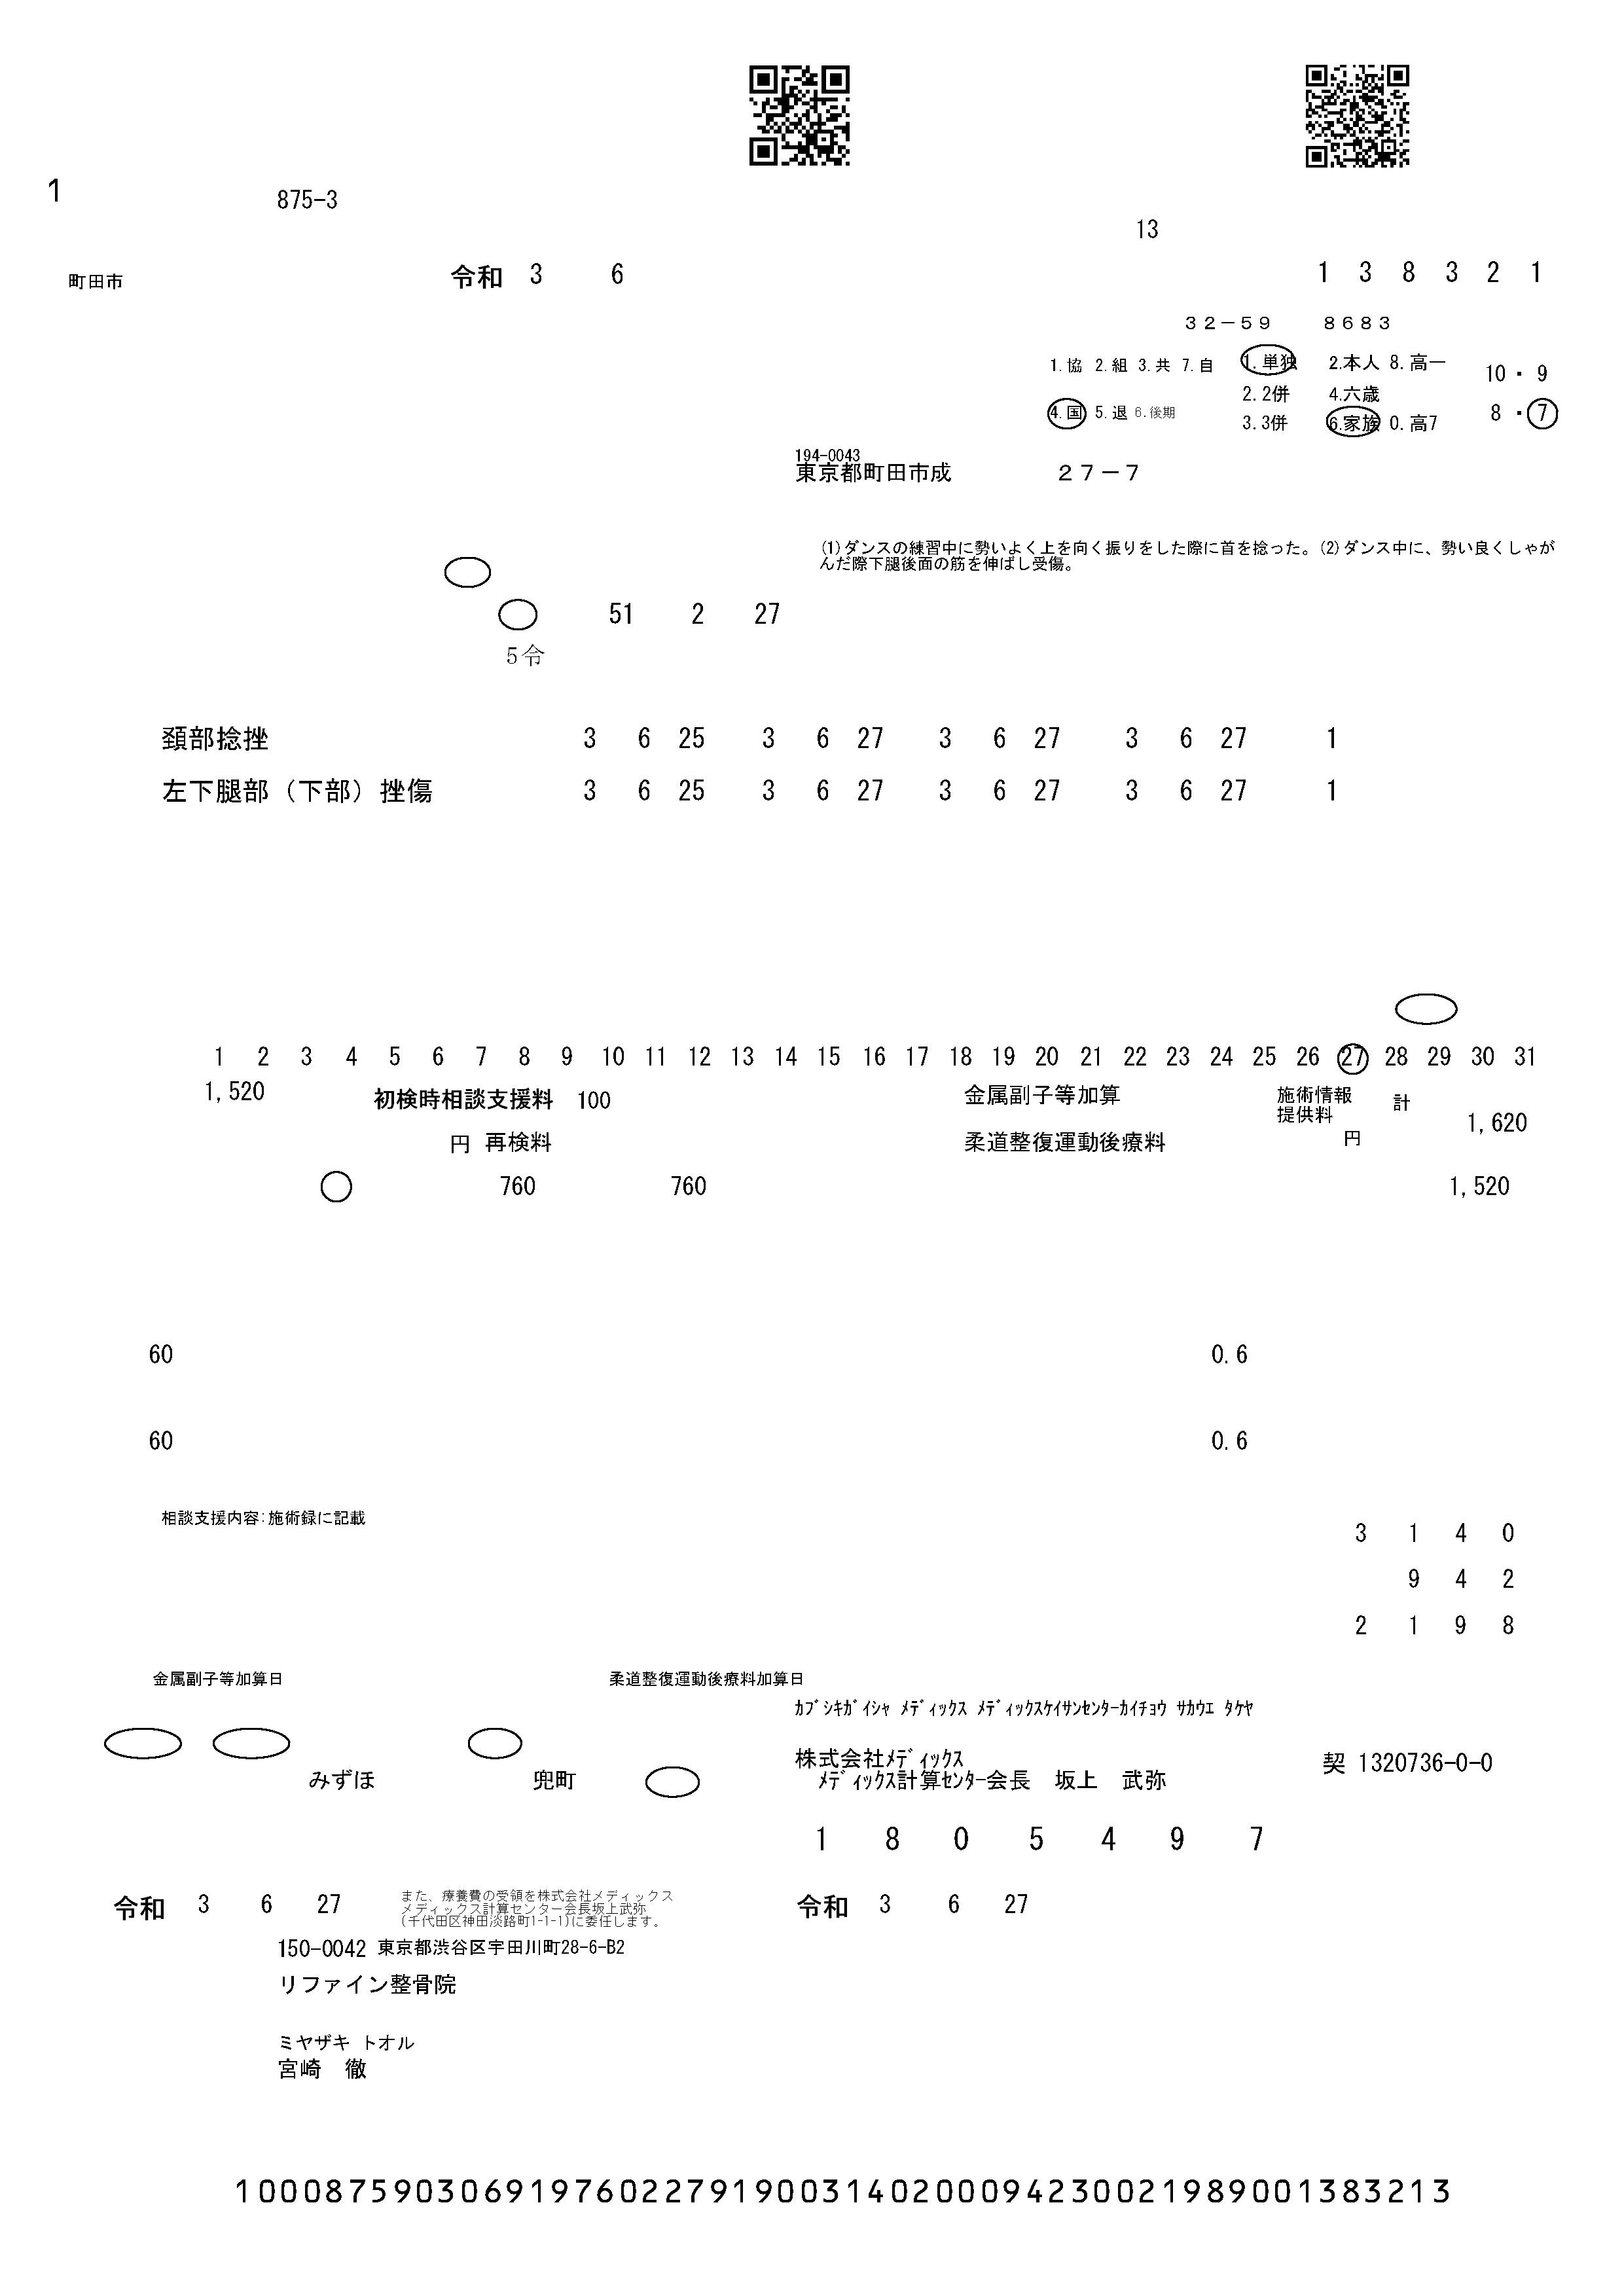 1
875-3
13
町田市 令和 3 6 1 3 8 3 2 1
32-59 8683
1.協 2.組 3.共 7.自 1.単独 2.本人 8.高一 10・9
2.2併 4.六歳
4.国 5.退 6.後期 3.3併 6.家族 0.高7 8・7
194-0043
東京都町田市成 27-7
(1)ダンスの練習中に勢いよく上を向く振りをした際に首を捻った。(2)ダンス中に、勢い良くしゃが
んだ際下腿後面の筋を伸ばし受傷。
51 2 27
5令
頚部捻挫 3 6 25 3 6 27 3 6 27 3 6 27 1
左下腿部（下部）挫傷 3 6 25 3 6 27 3 6 27 3 6 27 1
1 2 3 4 5 6 7 8 9 10 11 12 13 14 15 16 17 18 19 20 21 22 23 24 25 26 27 28 29 30 31
1,520 初検時相談支援料 100 金属副子等加算 施術情報 計
提供料 1,620
円 再検料 柔道整復運動後療料 円
760 760 1,520
60 0.6
60 0.6
相談支援内容:施術録に記載
3 1 4 0
9 4 2
2 1 9 8
金属副子等加算日 柔道整復運動後療料加算日
ｶﾌﾞｼｷｶﾞｲｼｬ ﾒﾃﾞｨｯｸｽ ﾒﾃﾞｨｯｸｽｹｲｻﾝｾﾝﾀｰｶｲﾁｮｳ ｻｶｳｴ ﾀｹﾔ
株式会社ﾒﾃﾞｨｯｸｽ 契 1320736-0-0
みずほ 兜町 ﾒﾃﾞｨｯｸｽ計算ｾﾝﾀｰ会長 坂上 武弥
1 8 0 5 4 9 7
令和 3 6 27 また、療養費の受領を株式会社メディックス 令和 3 6 27
メディックス計算センター会長坂上武弥
(千代田区神田淡路町1-1-1)に委任します。
150-0042 東京都渋谷区宇田川町28-6-B2
リファイン整骨院
ミヤザキ トオル
宮崎 徹
10008759030691976022791900314020009423002198900138 3213